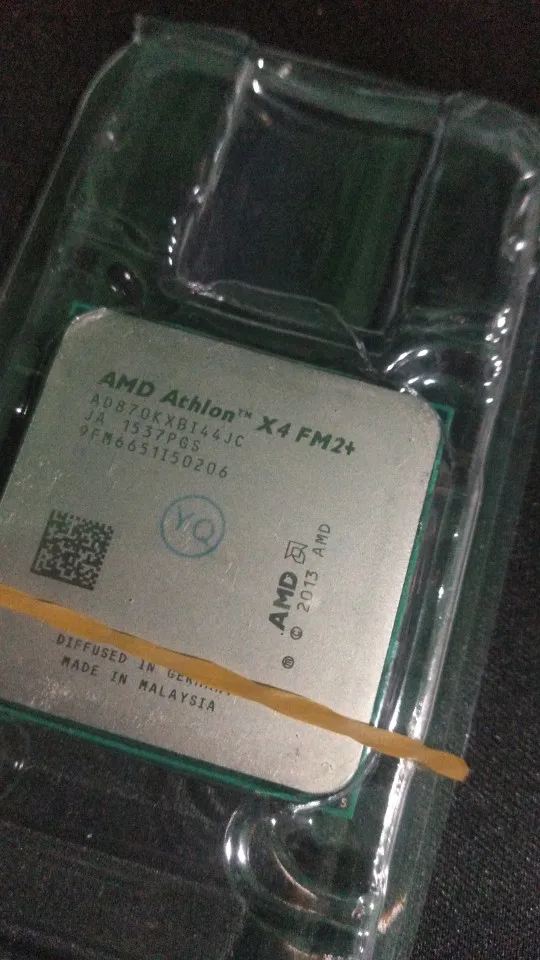 AMD Athlon™ X4 FM2+
AD870KXBI44JC
JA 1537PGS
9FM6651I50206
YQ
AMD
© 2013 AMD
®
DIFFUSED IN GERMANY
MADE IN MALAYSIA